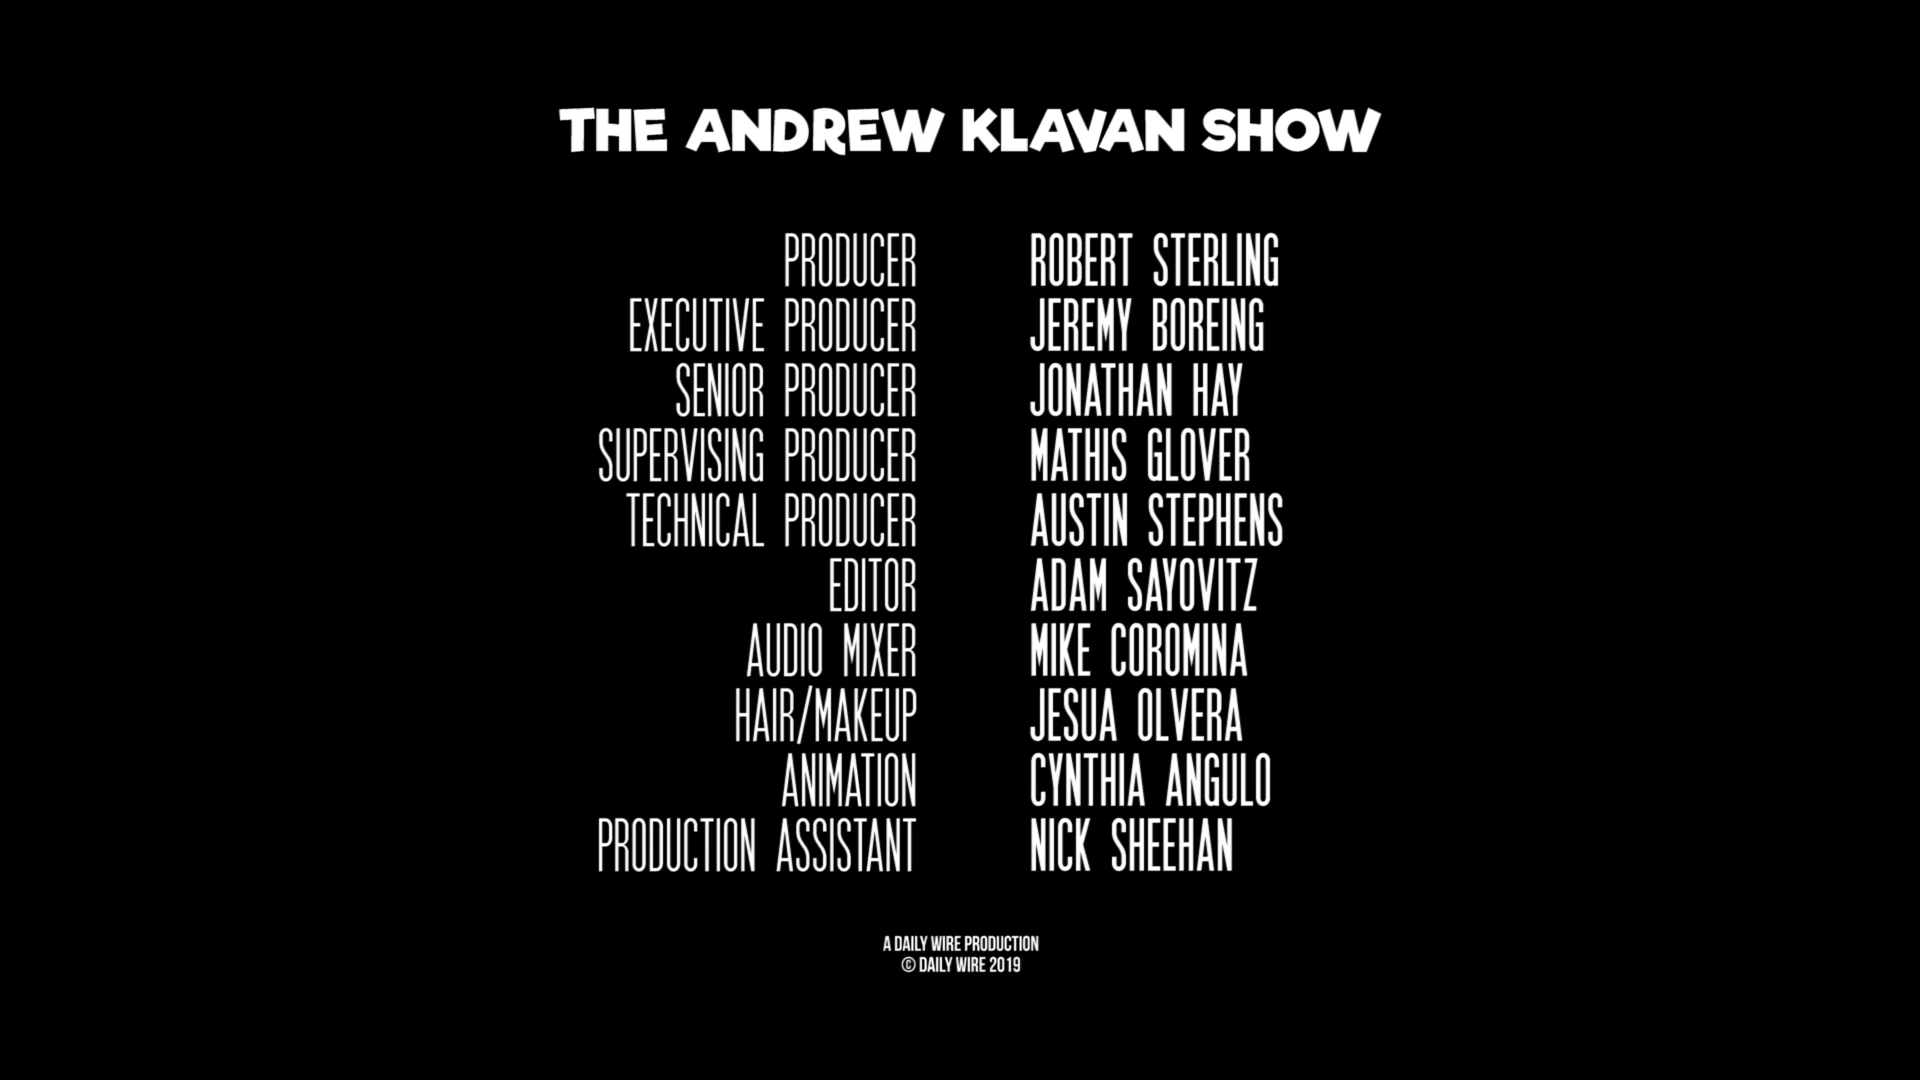 THE ANDREW KLAVAN SHOW
PRODUCER ROBERT STERLING
EXECUTIVE PRODUCER JEREMY BOREING
SENIOR PRODUCER JONATHAN HAY
SUPERVISING PRODUCER MATHIS GLOVER
TECHNICAL PRODUCER AUSTIN STEPHENS
EDITOR ADAM SAYOVITZ
AUDIO MIXER MIKE COROMINA
HAIR/MAKEUP JESUA OLVERA
ANIMATION CYNTHIA ANGULO
PRODUCTION ASSISTANT NICK SHEEHAN
A DAILY WIRE PRODUCTION
© DAILY WIRE 2019